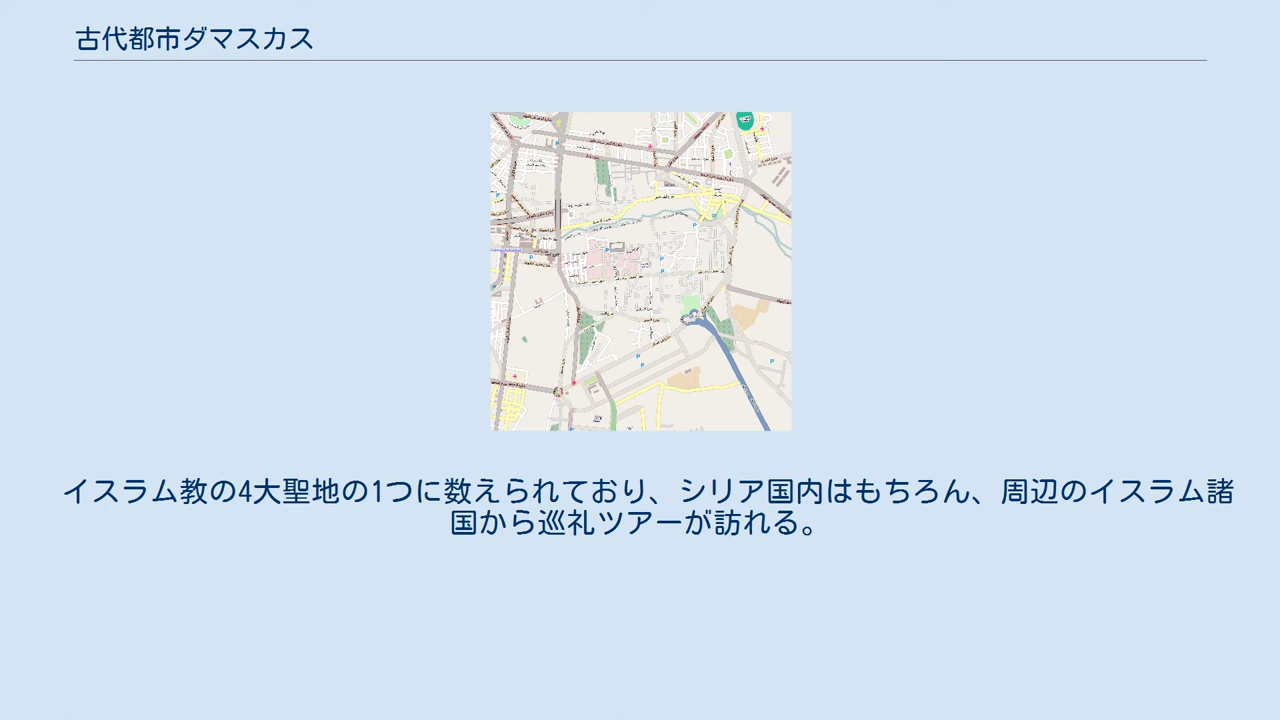 古代都市ダマスカス
イスラム教の4大聖地の1つに数えられており、シリア国内はもちろん、周辺のイスラム諸
国から巡礼ツアーが訪れる。